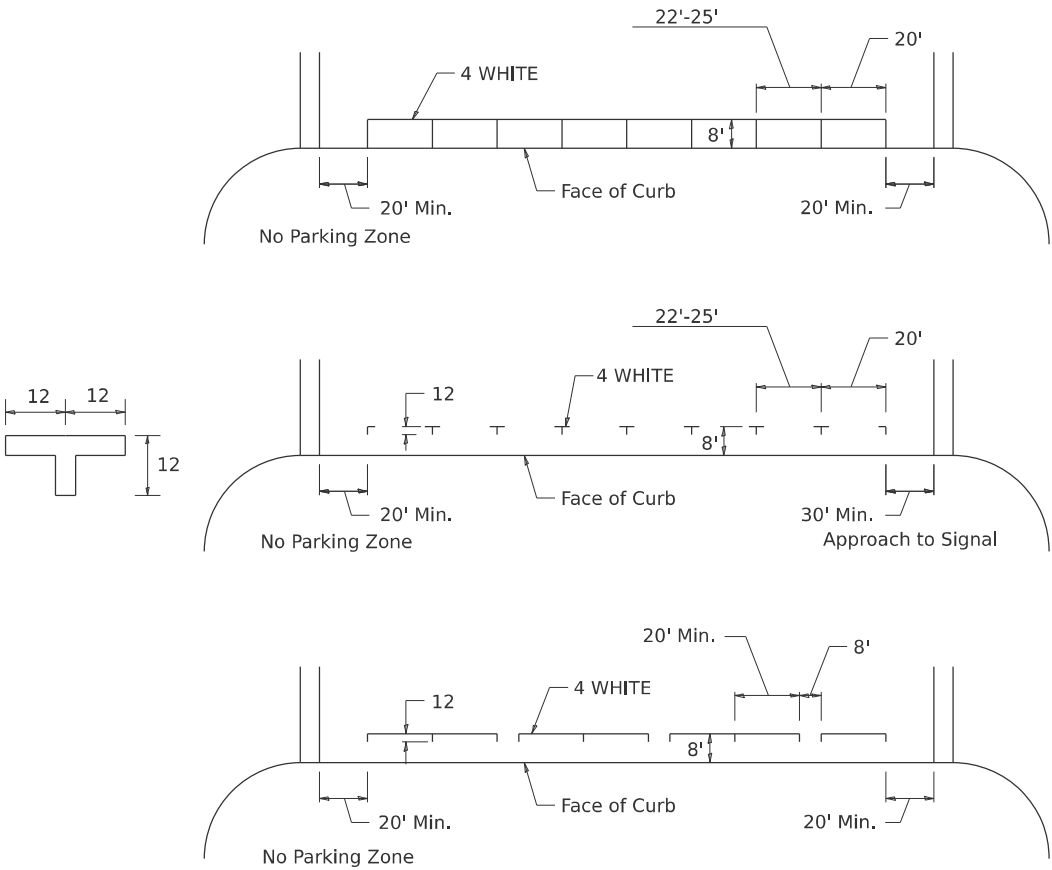 22'-25'
20'
4 WHITE
8'
Face of Curb
20' Min.
20' Min.
No Parking Zone
22'-25'
20'
12
4 WHITE
12 12
12
8'
Face of Curb
20' Min.
30' Min.
No Parking Zone
Approach to Signal
20' Min.
8'
4 WHITE
12
8'
Face of Curb
20' Min.
20' Min.
No Parking Zone